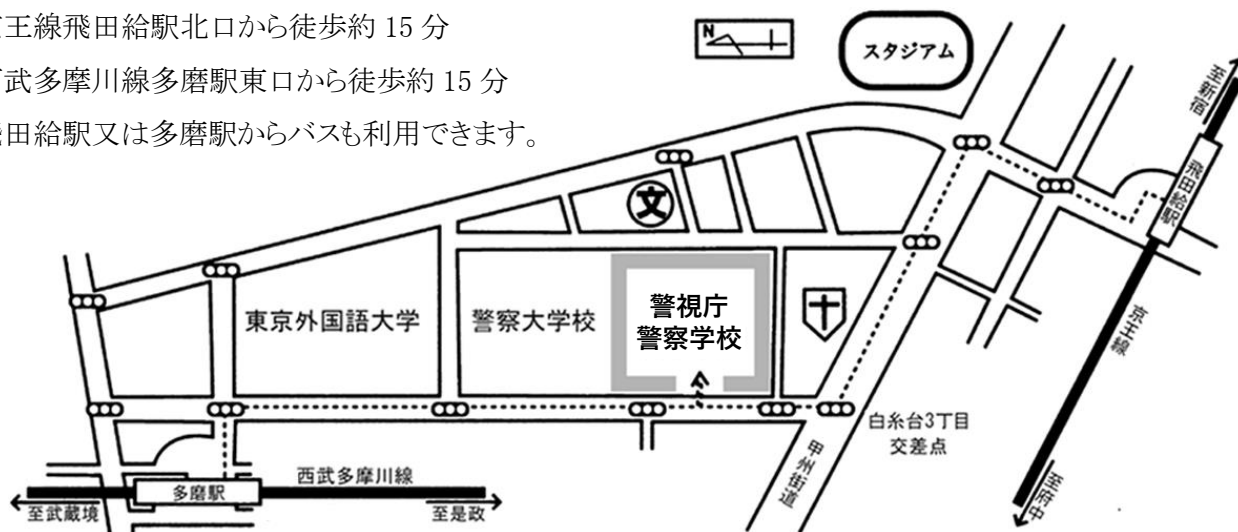 王線飛田給駅北口から徒歩約 15 分
武多摩川線多磨駅東口から徒歩約 15 分
田給駅又は多磨駅からバスも利用できます。
N
スタジアム
至新宿
飛田給駅
文
東京外国語大学
警察大学校
警視庁
警察学校
京王線
白糸台3丁目
交差点
甲州街道
西武多摩川線
多磨駅
至武蔵境
至是政
至府中